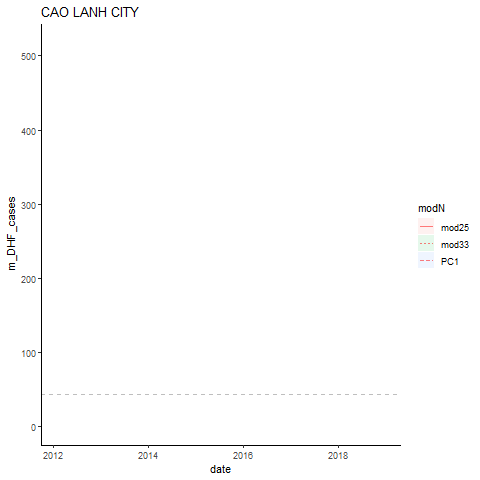 CAO LANH CITY
500
400
300
200
100
0
m_DHF_cases
2012
2014
2016
2018
date
modN
mod25
mod33
PC1